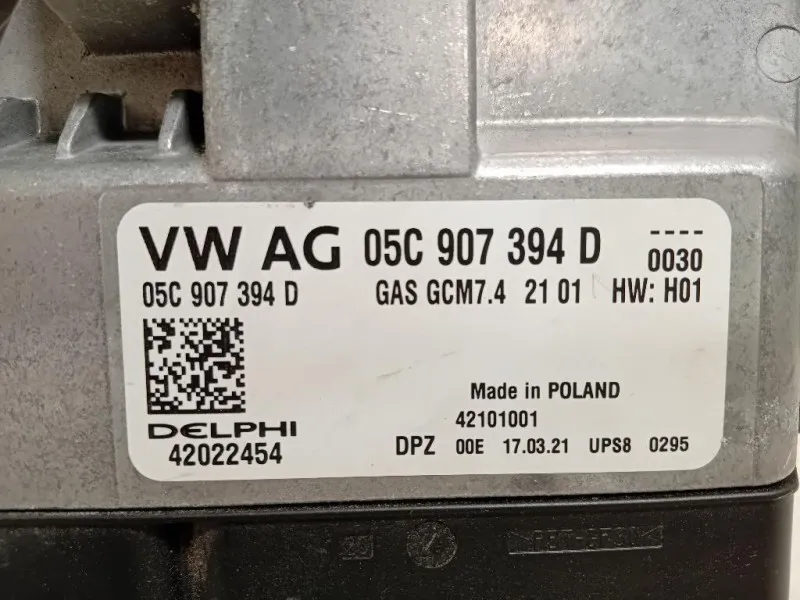 VW AG 05C 907 394 D ----
0030
05C 907 394 D GAS GCM7.4 21 01 HW: H01
Made in POLAND
42101001
DELPHI
42022454 DPZ 00E 17.03.21 UPS8 0295